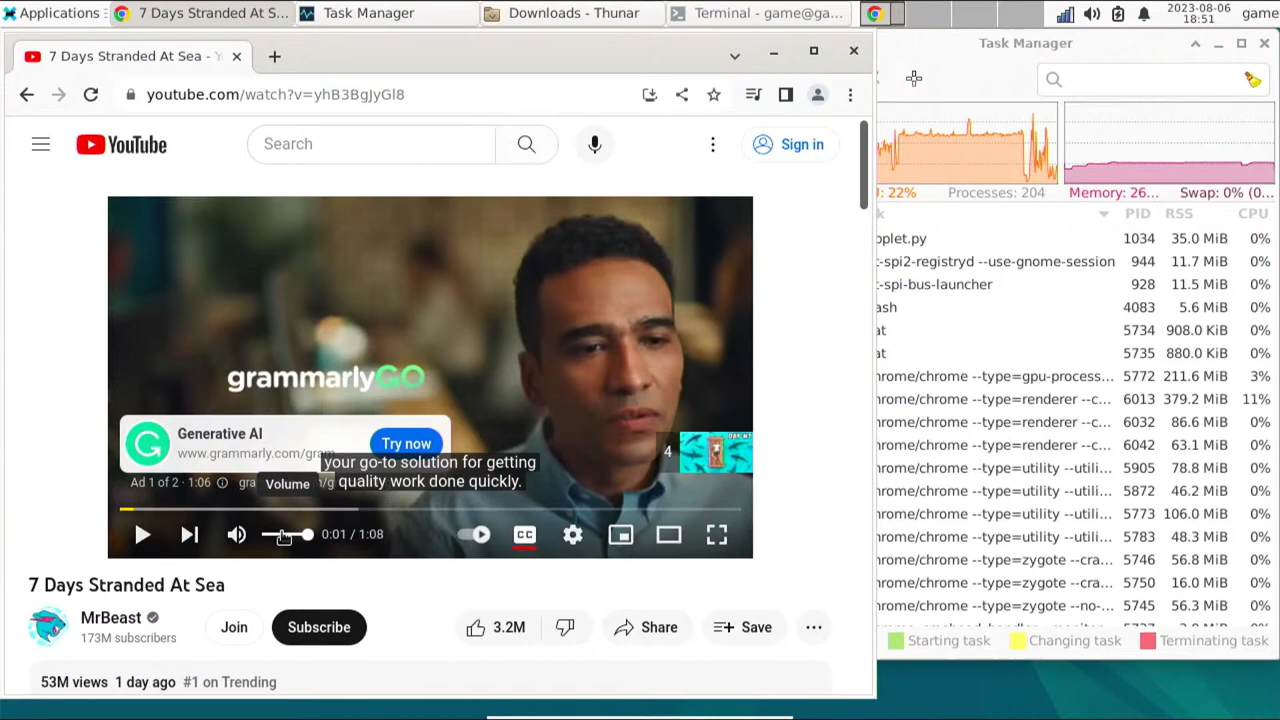 Applications
7 Days Stranded At S...
Task Manager
Downloads - Thunar
Terminal - game@ga...
2023-08-06
18:51
game
7 Days Stranded At Sea - Y
youtube.com/watch?v=yhB3BgJyGl8
YouTube
Search
Sign in
grammarlyGO
Generative AI
www.grammarly.com/gram
Try now
4
your go-to solution for getting
quality work done quickly.
Ad 1 of 2 · 1:06
Volume
0:01 / 1:08
CC
7 Days Stranded At Sea
MrBeast
173M subscribers
Join
Subscribe
3.2M
Share
Save
53M views 1 day ago #1 on Trending
Task Manager
U: 22%
Processes: 204
Memory: 26...
Swap: 0% (0...
k PID RSS CPU
pplet.py 1034 35.0 MiB 0%
t-spi2-registryd --use-gnome-session 944 11.7 MiB 0%
t-spi-bus-launcher 928 11.5 MiB 0%
ash 4083 5.6 MiB 0%
at 5734 908.0 KiB 0%
at 5735 880.0 KiB 0%
hrome/chrome --type=gpu-process... 5772 211.6 MiB 3%
hrome/chrome --type=renderer --c... 6013 379.2 MiB 11%
hrome/chrome --type=renderer --c... 6032 86.6 MiB 0%
hrome/chrome --type=renderer --c... 6042 63.1 MiB 0%
hrome/chrome --type=utility --utili... 5905 78.8 MiB 0%
hrome/chrome --type=utility --utili... 5872 46.2 MiB 0%
hrome/chrome --type=utility --utili... 5773 106.0 MiB 0%
hrome/chrome --type=utility --utili... 5783 48.3 MiB 0%
hrome/chrome --type=zygote --cra... 5746 56.8 MiB 0%
hrome/chrome --type=zygote --cra... 5750 16.0 MiB 0%
hrome/chrome --type=zygote --no-... 5745 56.3 MiB 0%
Starting task
Changing task
Terminating task